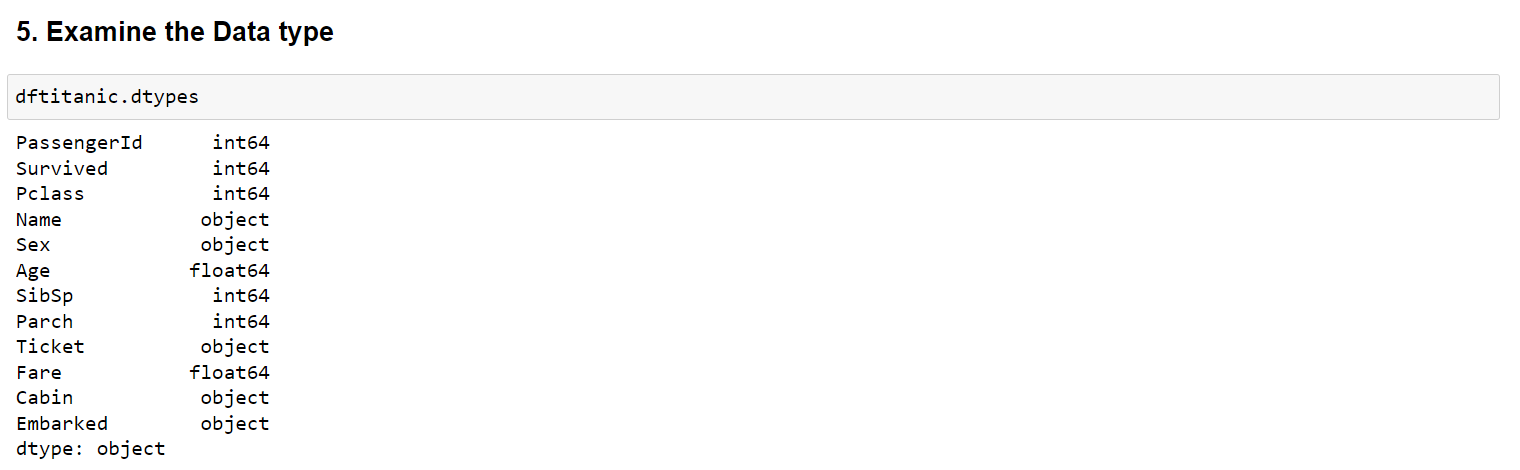 5. Examine the Data type
dftitanic.dtypes
PassengerId      int64
Survived         int64
Pclass           int64
Name            object
Sex             object
Age            float64
SibSp            int64
Parch            int64
Ticket          object
Fare           float64
Cabin           object
Embarked        object
dtype: object